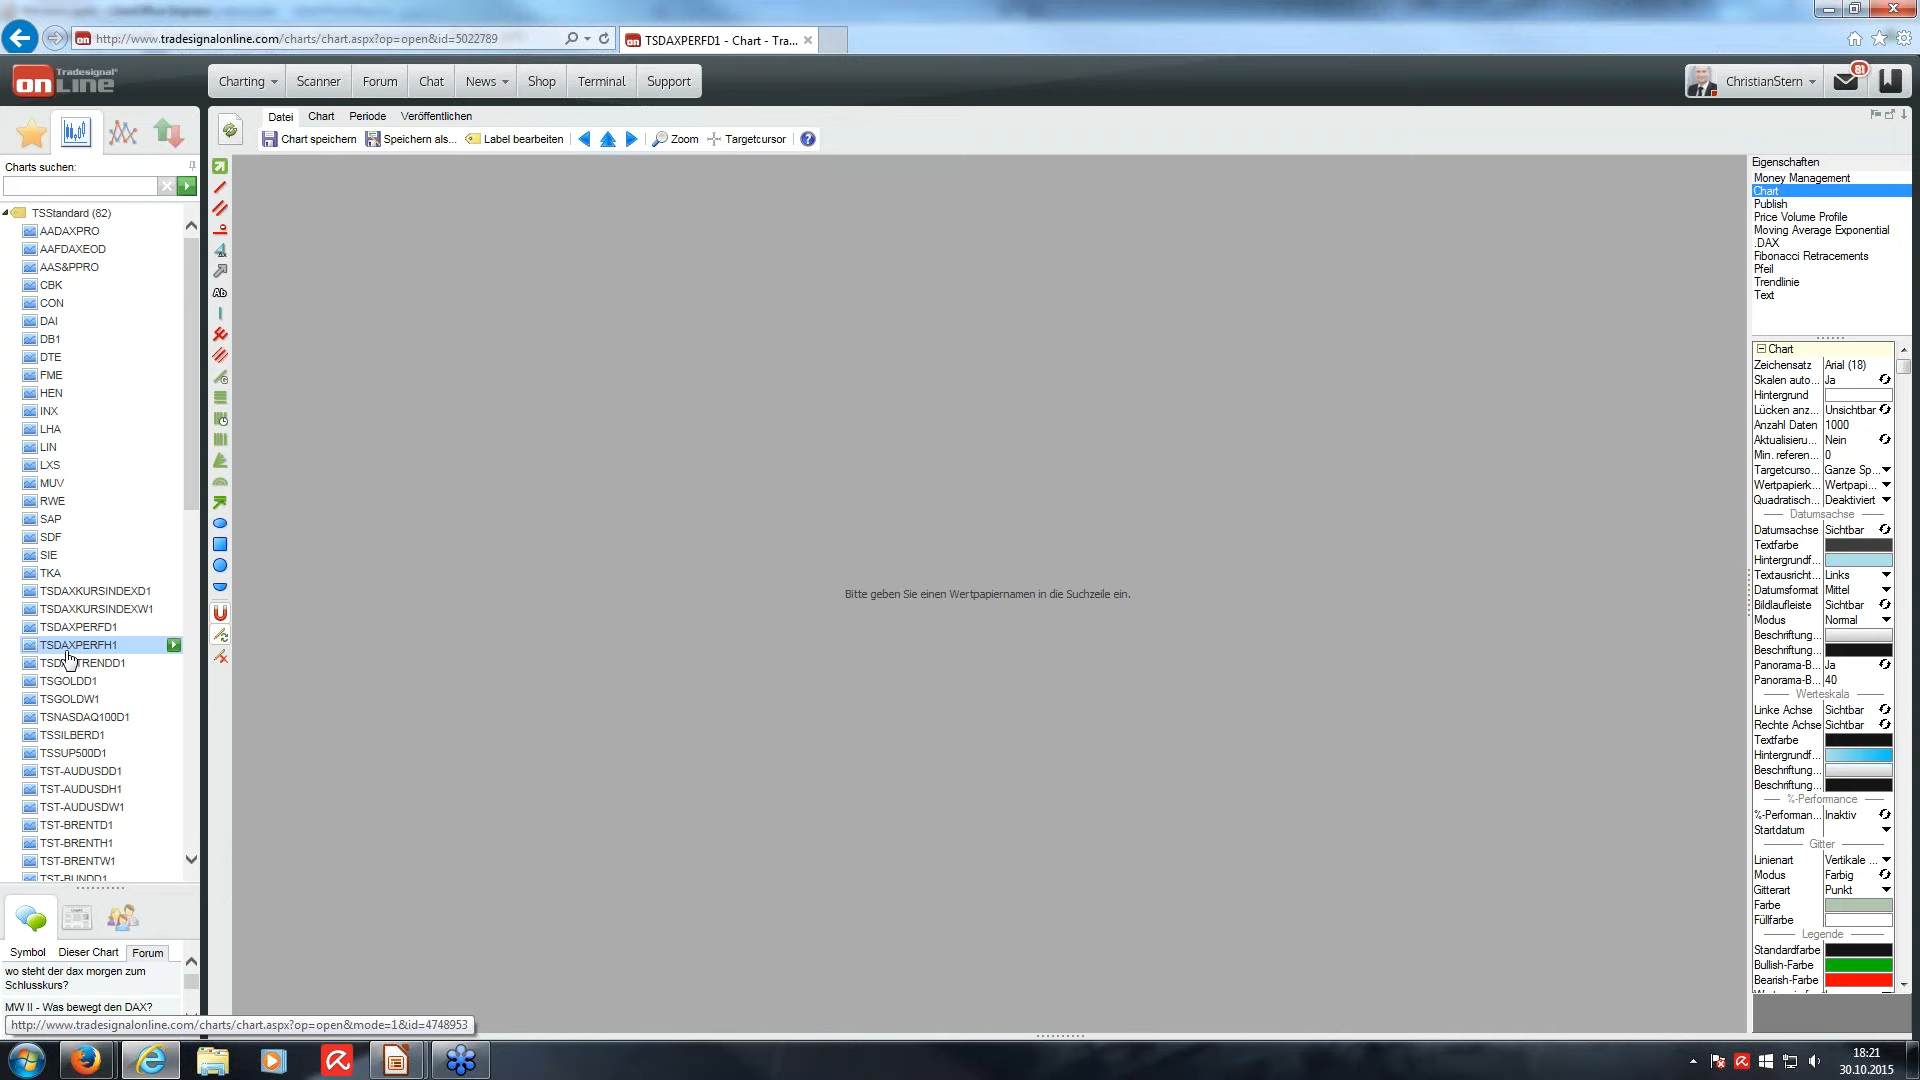 http://www.tradesignalonline.com/charts/chart.aspx?op=open&id=5022789
TSDAXPERFD1 - Chart - Tra...
Tradesignal
on LINE
Charting
Scanner
Forum
Chat
News
Shop
Terminal
Support
ChristianStern
81
Datei
Chart
Periode
Veröffentlichen
Chart speichern
Speichern als...
Label bearbeiten
Zoom
Targetcursor
Charts suchen:
TSStandard (82)
AADAXPRO
AAFDAXEOD
AAS&PPRO
CBK
CON
DAI
DB1
DTE
FME
HEN
INX
LHA
LIN
LXS
MUV
RWE
SAP
SDF
SIE
TKA
TSDAXKURSINDEXD1
TSDAXKURSINDEXW1
TSDAXPERFD1
TSDAXPERFH1
TRENDD1
TSGOLDD1
TSGOLDW1
TSNASDAQ100D1
TSSILBERD1
TSSUP500D1
TST-AUDUSDD1
TST-AUDUSDH1
TST-AUDUSDW1
TST-BRENTD1
TST-BRENTH1
TST-BRENTW1
TST-BUNDD1
Symbol
Dieser Chart
Forum
wo steht der dax morgen zum
Schlusskurs?
MW II - Was bewegt den DAX?
http://www.tradesignalonline.com/charts/chart.aspx?op=open&mode=1&id=4748953
Ab
Bitte geben Sie einen Wertpapiernamen in die Suchzeile ein.
Eigenschaften
Money Management
Chart
Publish
Price Volume Profile
Moving Average Exponential
.DAX
Fibonacci Retracements
Pfeil
Trendlinie
Text
Chart
Zeichensatz Arial (18)
Skalen auto... Ja
Hintergrund
Lücken anz... Unsichtbar
Anzahl Daten 1000
Aktualisieru... Nein
Min. referen... 0
Targetcurso... Ganze Sp...
Wertpapierk... Wertpapi...
Quadratisch... Deaktiviert
Datumsachse
Datumsachse Sichtbar
Textfarbe
Hintergrundf...
Textausricht... Links
Datumsformat Mittel
Bildlaufleiste Sichtbar
Modus Normal
Beschriftung...
Beschriftung...
Panorama-B... Ja
Panorama-B... 40
Werteskala
Linke Achse Sichtbar
Rechte Achse Sichtbar
Textfarbe
Hintergrundf...
Beschriftung...
Beschriftung...
%-Performance
%-Performan... Inaktiv
Startdatum
Gitter
Linienart Vertikale ...
Modus Farbig
Gitterart Punkt
Farbe
Füllfarbe
Legende
Standardfarbe
Bullish-Farbe
Bearish-Farbe
18:21
30.10.2015